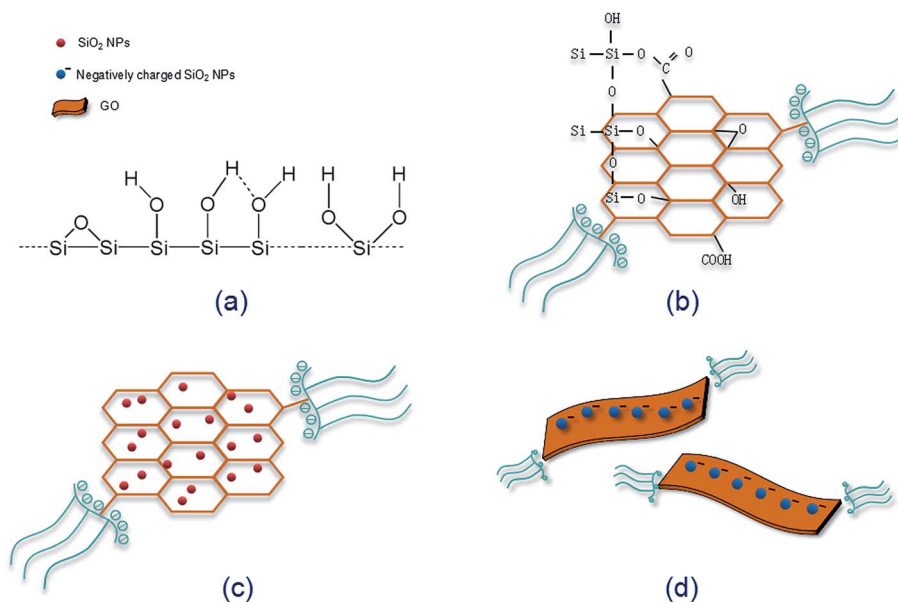 SiO₂ NPs
Negatively charged SiO₂ NPs
GO
H H H H H
O O O O O O
Si Si Si Si Si Si
(a)
OH
Si Si O C O
O
Si Si O O
O
Si O OH
COOH
(b)
(c)
(d)